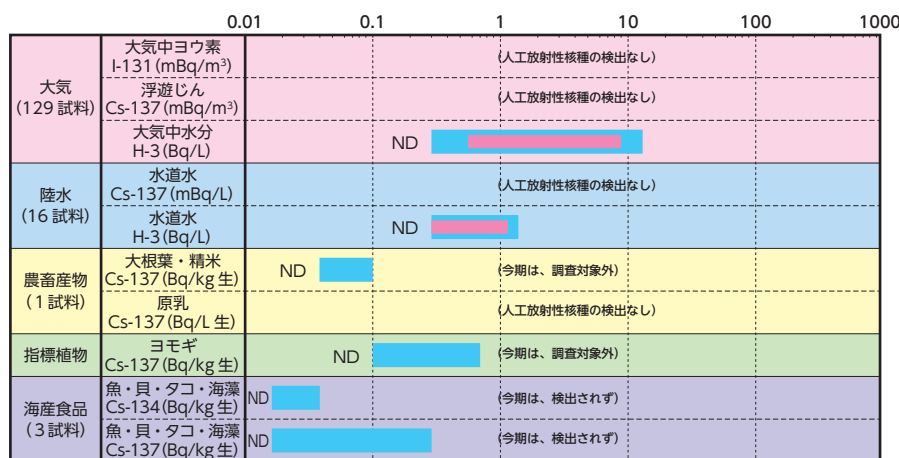 0.01 0.1 1 10 100 1000
大気
(129 試料)
大気中ヨウ素
I-131 (mBq/m³)
(人工放射性核種の検出なし)
浮遊じん
Cs-137 (mBq/m³)
(人工放射性核種の検出なし)
大気中水分
H-3 (Bq/L)
ND
陸水
(16 試料)
水道水
Cs-137 (mBq/L)
(人工放射性核種の検出なし)
水道水
H-3 (Bq/L)
ND
農畜産物
(1 試料)
大根葉・精米
Cs-137 (Bq/kg 生)
ND
(今期は、調査対象外)
原乳
Cs-137 (Bq/L 生)
(人工放射性核種の検出なし)
指標植物
ヨモギ
Cs-137 (Bq/kg 生)
ND
(今期は、調査対象外)
海産食品
(3 試料)
魚・貝・タコ・海藻
Cs-134 (Bq/kg 生)
ND
(今期は、検出されず)
魚・貝・タコ・海藻
Cs-137 (Bq/kg 生)
ND
(今期は、検出されず)